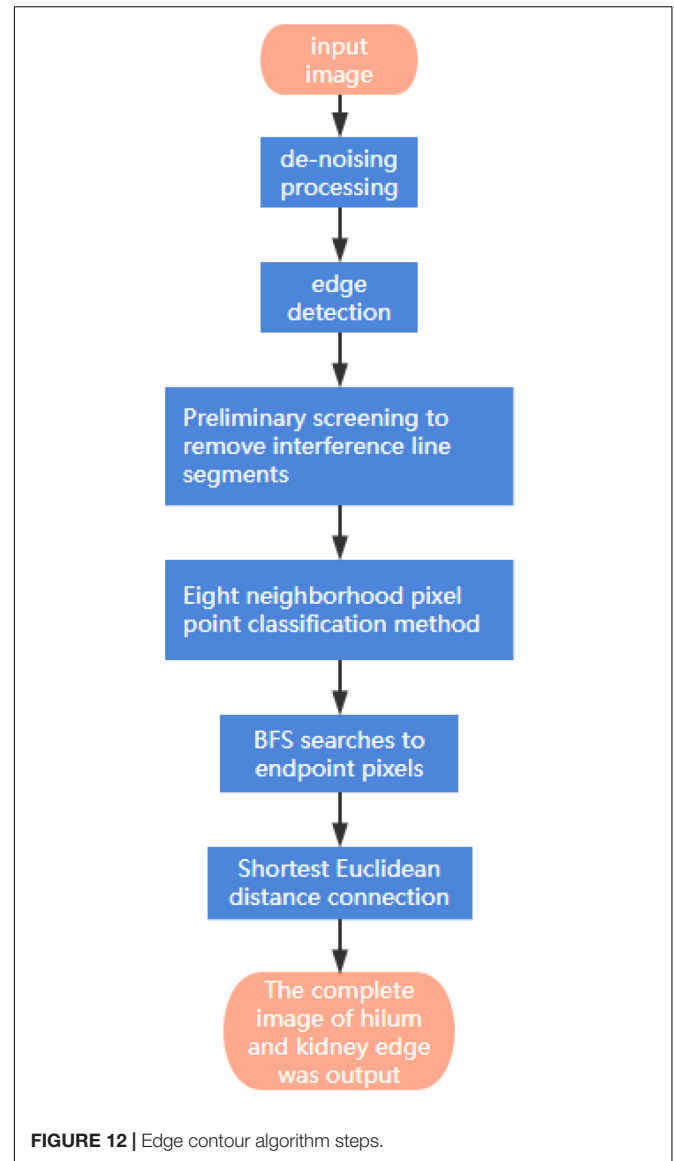 input
image
de-noising
processing
edge
detection
Preliminary screening to
remove interference line
segments
Eight neighborhood pixel
point classification method
BFS searches to
endpoint pixels
Shortest Euclidean
distance connection
The complete
image of hilum
and kidney edge
was output
FIGURE 12 | Edge contour algorithm steps.